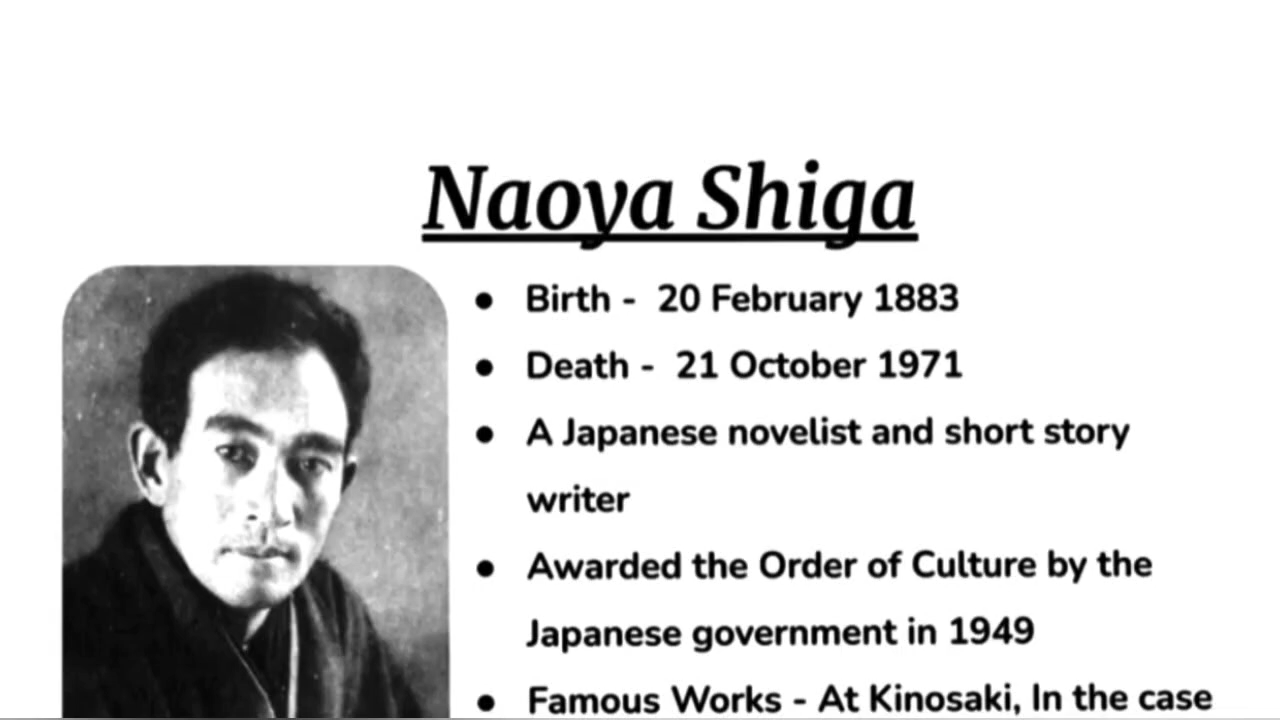 Naoya Shiga
● Birth -  20 February 1883
● Death -  21 October 1971
● A Japanese novelist and short story
writer
● Awarded the Order of Culture by the
Japanese government in 1949
● Famous Works - At Kinosaki, In the case